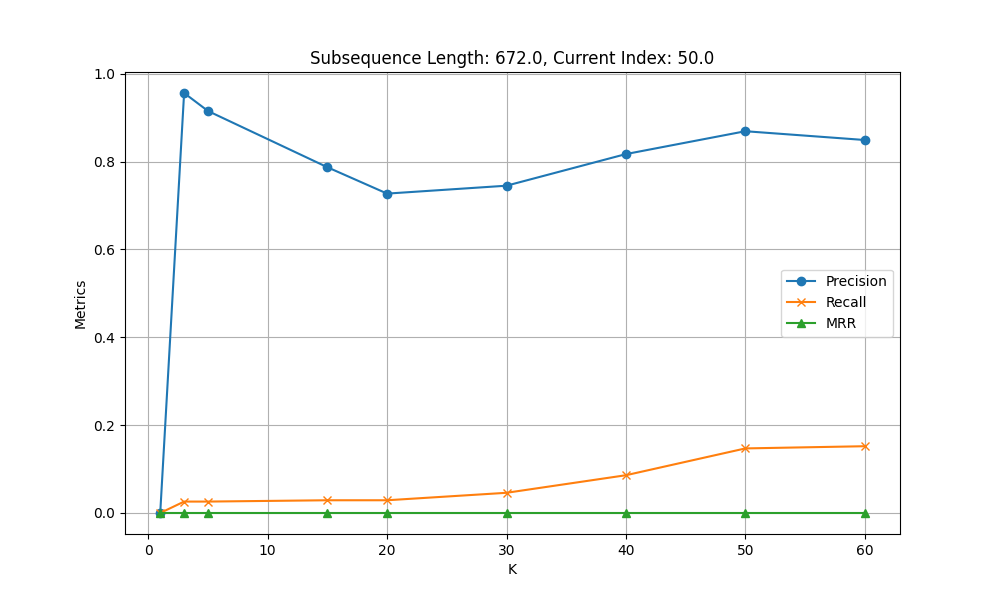 Subsequence Length: 672.0, Current Index: 50.0
1.0
0.8
0.6
0.4
0.2
0.0
Metrics
Precision
Recall
MRR
0 10 20 30 40 50 60
K